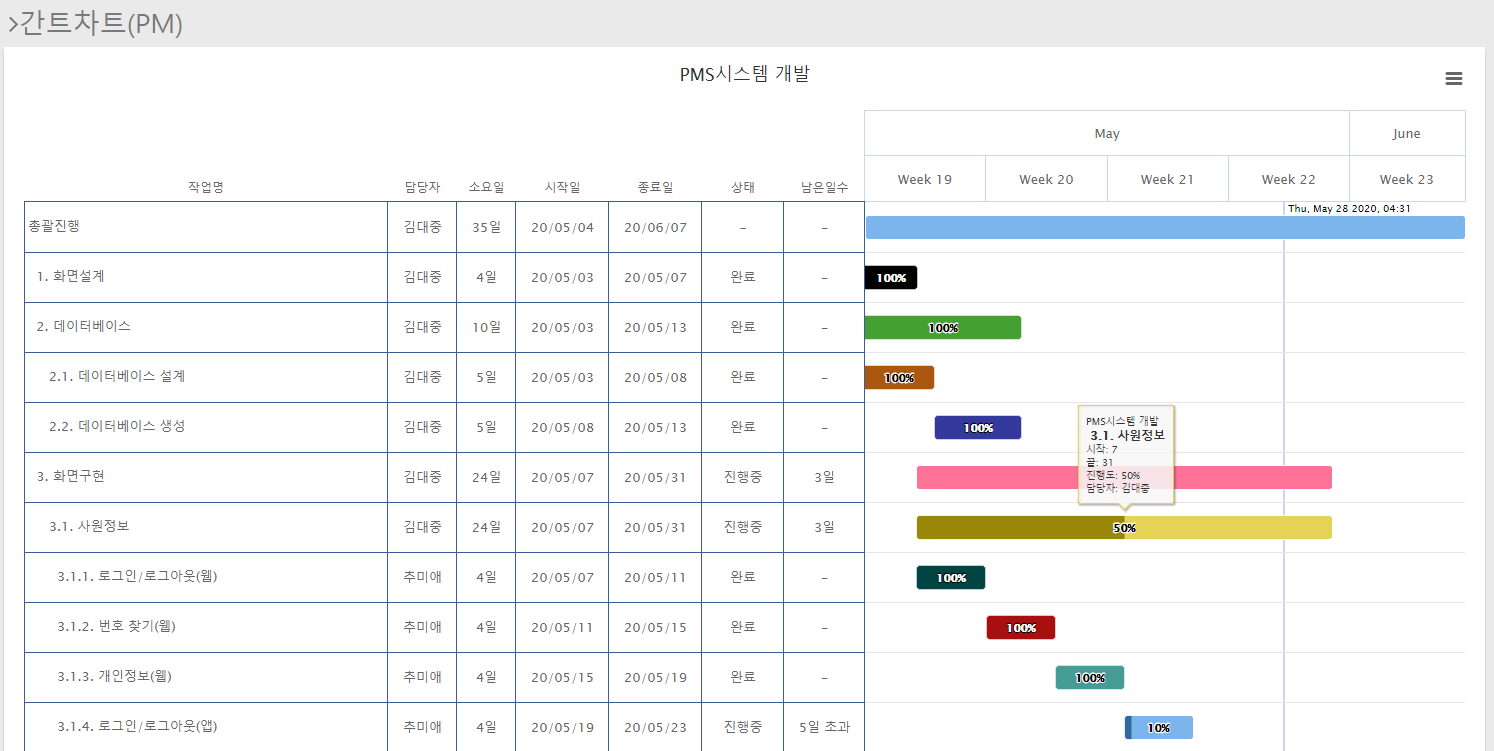 >간트차트(PM)
PMS시스템 개발
May June
작업명 담당자 소요일 시작일 종료일 상태 남은일수 Week 19 Week 20 Week 21 Week 22 Week 23
Thu, May 28 2020, 04:31
총괄진행 김대중 35일 20/05/04 20/06/07 – –
1. 화면설계 김대중 4일 20/05/03 20/05/07 완료 – 100%
2. 데이터베이스 김대중 10일 20/05/03 20/05/13 완료 – 100%
2.1. 데이터베이스 설계 김대중 5일 20/05/03 20/05/08 완료 – 100%
2.2. 데이터베이스 생성 김대중 5일 20/05/08 20/05/13 완료 – 100%
PMS시스템 개발
3.1. 사원정보
시작: 7
끝: 31
진행도: 50%
담당자: 김대중
3. 화면구현 김대중 24일 20/05/07 20/05/31 진행중 3일
3.1. 사원정보 김대중 24일 20/05/07 20/05/31 진행중 3일 50%
3.1.1. 로그인/로그아웃(웹) 추미애 4일 20/05/07 20/05/11 완료 – 100%
3.1.2. 번호 찾기(웹) 추미애 4일 20/05/11 20/05/15 완료 – 100%
3.1.3. 개인정보(웹) 추미애 4일 20/05/15 20/05/19 완료 – 100%
3.1.4. 로그인/로그아웃(앱) 추미애 4일 20/05/19 20/05/23 진행중 5일 초과 10%